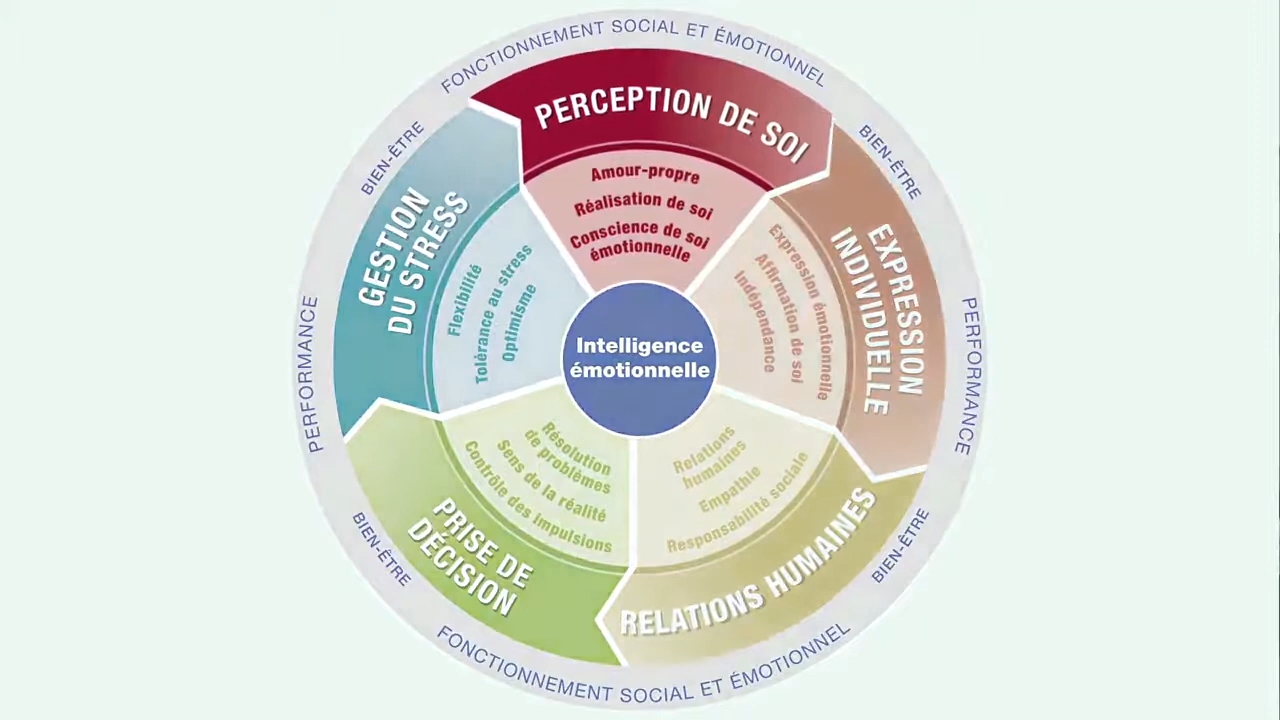 FONCTIONNEMENT SOCIAL ET ÉMOTIONNEL
BIEN-ÊTRE
BIEN-ÊTRE
PERFORMANCE
PERFORMANCE
BIEN-ÊTRE
BIEN-ÊTRE
FONCTIONNEMENT SOCIAL ET ÉMOTIONNEL
PERCEPTION DE SOI
Amour-propre
Réalisation de soi
Conscience de soi
émotionnelle
EXPRESSION
INDIVIDUELLE
Expression émotionnelle
Affirmation de soi
Indépendance
RELATIONS HUMAINES
Relations
humaines
Empathie
Responsabilité sociale
PRISE DE
DÉCISION
Résolution
de problèmes
Sens de la réalité
Contrôle des impulsions
GESTION
DU STRESS
Flexibilité
Tolérance au stress
Optimisme
Intelligence
émotionnelle